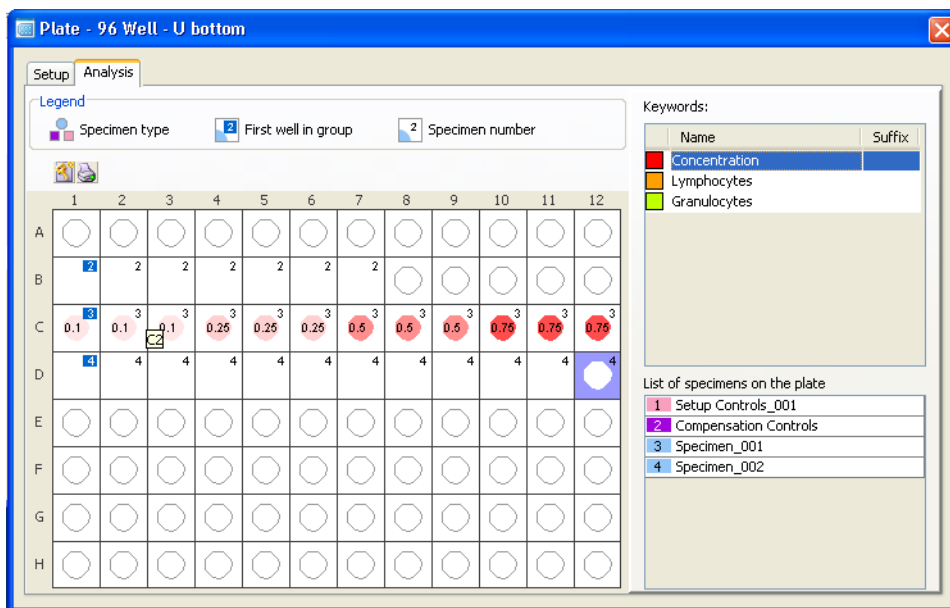 Plate - 96 Well - U bottom
Setup Analysis
Legend
Specimen type 2 First well in group 2 Specimen number
Keywords:
Name Suffix
Concentration
Lymphocytes
Granulocytes
1 2 3 4 5 6 7 8 9 10 11 12
A
B 2 2 2 2 2 2 2
C 3 3 3 3 3 3 3 3 3 3 3 3
0.1 0.1 0.1 0.25 0.25 0.25 0.5 0.5 0.5 0.75 0.75 0.75
C2
D 4 4 4 4 4 4 4 4 4 4 4 4
E
F
G
H
List of specimens on the plate
1 Setup Controls_001
2 Compensation Controls
3 Specimen_001
4 Specimen_002